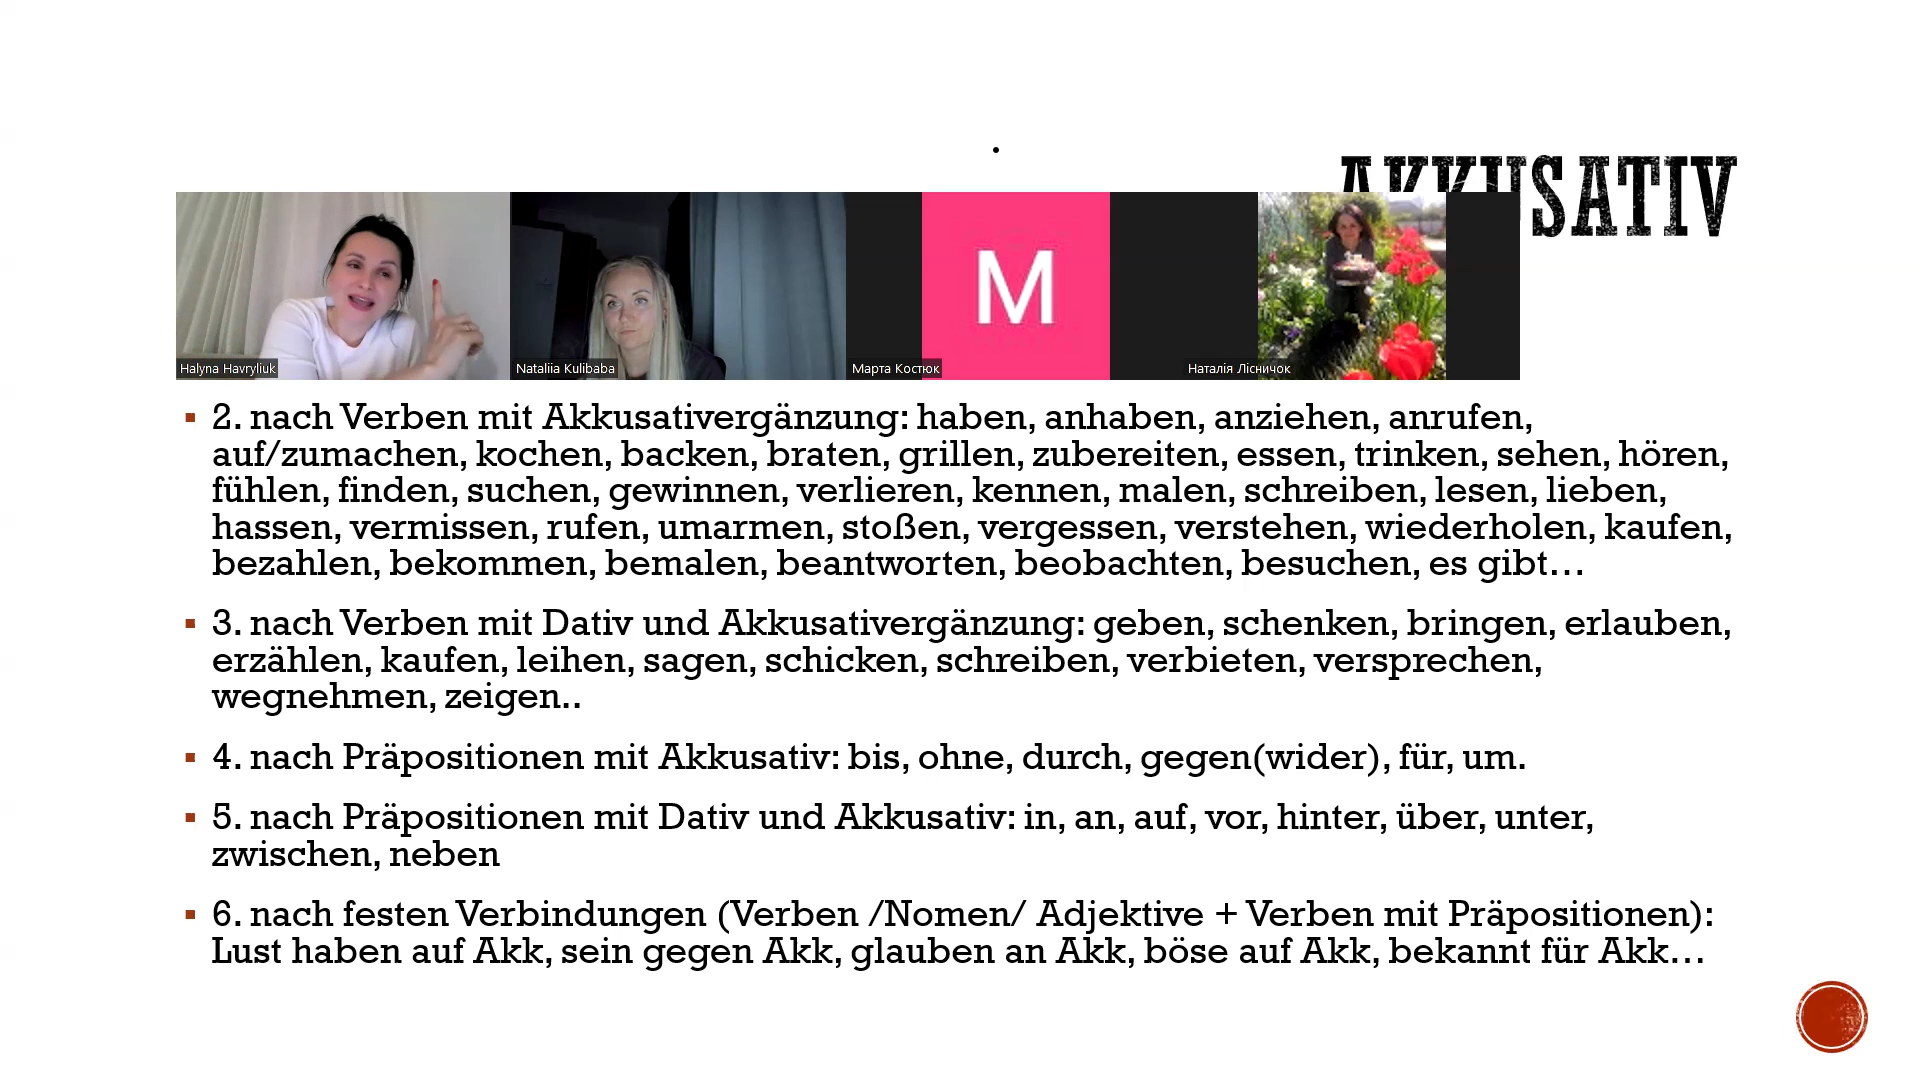 AKKUSATIV
M
Halyna Havryliuk
Nataliia Kulibaba
Марта Костюк
Наталія Лісничок
2. nach Verben mit Akkusativergänzung: haben, anhaben, anziehen, anrufen,
auf/zumachen, kochen, backen, braten, grillen, zubereiten, essen, trinken, sehen, hören,
fühlen, finden, suchen, gewinnen, verlieren, kennen, malen, schreiben, lesen, lieben,
hassen, vermissen, rufen, umarmen, stoßen, vergessen, verstehen, wiederholen, kaufen,
bezahlen, bekommen, bemalen, beantworten, beobachten, besuchen, es gibt…
3. nach Verben mit Dativ und Akkusativergänzung: geben, schenken, bringen, erlauben,
erzählen, kaufen, leihen, sagen, schicken, schreiben, verbieten, versprechen,
wegnehmen, zeigen..
4. nach Präpositionen mit Akkusativ: bis, ohne, durch, gegen(wider), für, um.
5. nach Präpositionen mit Dativ und Akkusativ: in, an, auf, vor, hinter, über, unter,
zwischen, neben
6. nach festen Verbindungen (Verben /Nomen/ Adjektive + Verben mit Präpositionen):
Lust haben auf Akk, sein gegen Akk, glauben an Akk, böse auf Akk, bekannt für Akk…